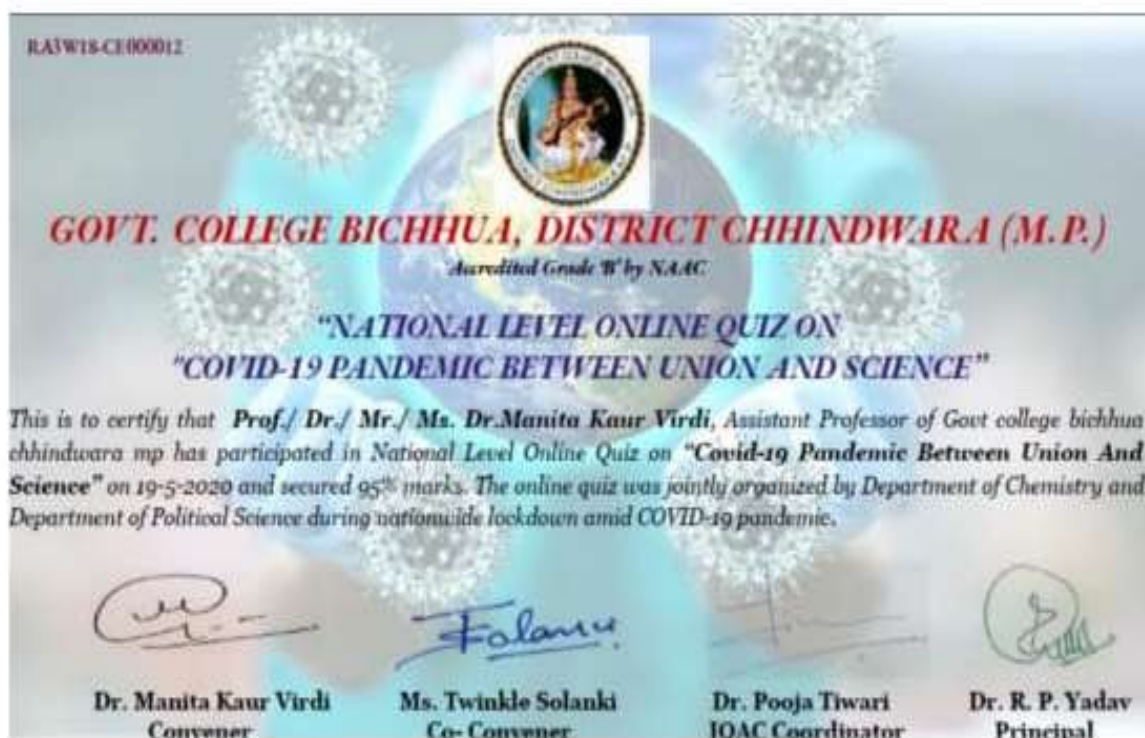 RA3W18-CE000012
GOVT. COLLEGE BICHHUA, DISTRICT CHHINDWARA (M.P.)
Accredited Grade 'B' by NAAC
“NATIONAL LEVEL ONLINE QUIZ ON
"COVID-19 PANDEMIC BETWEEN UNION AND SCIENCE”
This is to certify that Prof./ Dr./ Mr./ Ms. Dr.Manita Kaur Virdi, Assistant Professor of Govt college bichhua
chhindwara mp has participated in National Level Online Quiz on “Covid-19 Pandemic Between Union And
Science” on 19-5-2020 and secured 95% marks. The online quiz was jointly organized by Department of Chemistry and
Department of Political Science during nationwide lockdown amid COVID-19 pandemic.
Dr. Manita Kaur Virdi
Ms. Twinkle Solanki
Dr. Pooja Tiwari
Dr. R. P. Yadav
Convener
Co- Convener
IQAC Coordinator
Principal